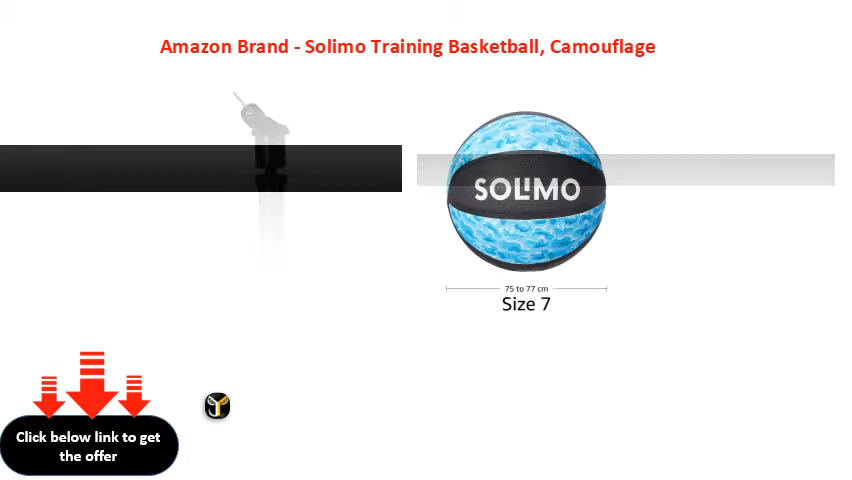 Amazon Brand - Solimo Training Basketball, Camouflage
SOLIMO
75 to 77 cm
Size 7
Click below link to get
the offer